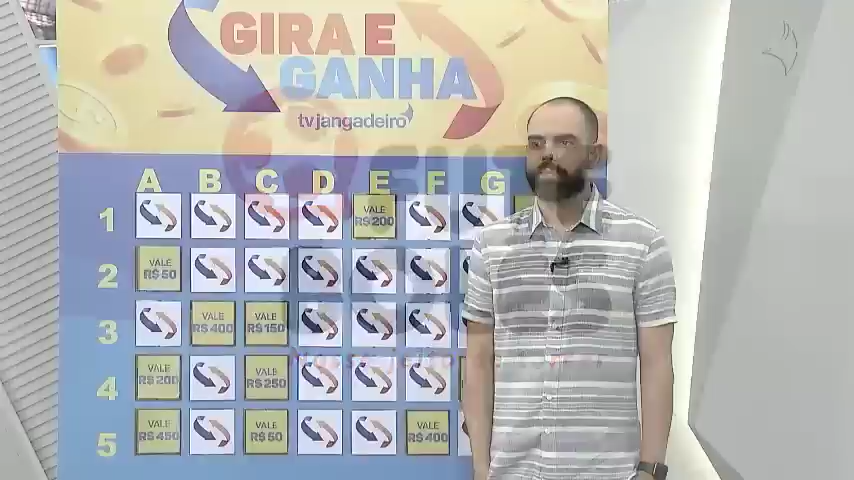 GIRA E
GANHA
tvjangadeiro
A B C D E F G
1 VALE R$200
2 VALE R$50
3 VALE R$400 VALE R$150
4 VALE R$200 VALE R$250
5 VALE R$450 VALE R$50 VALE R$400